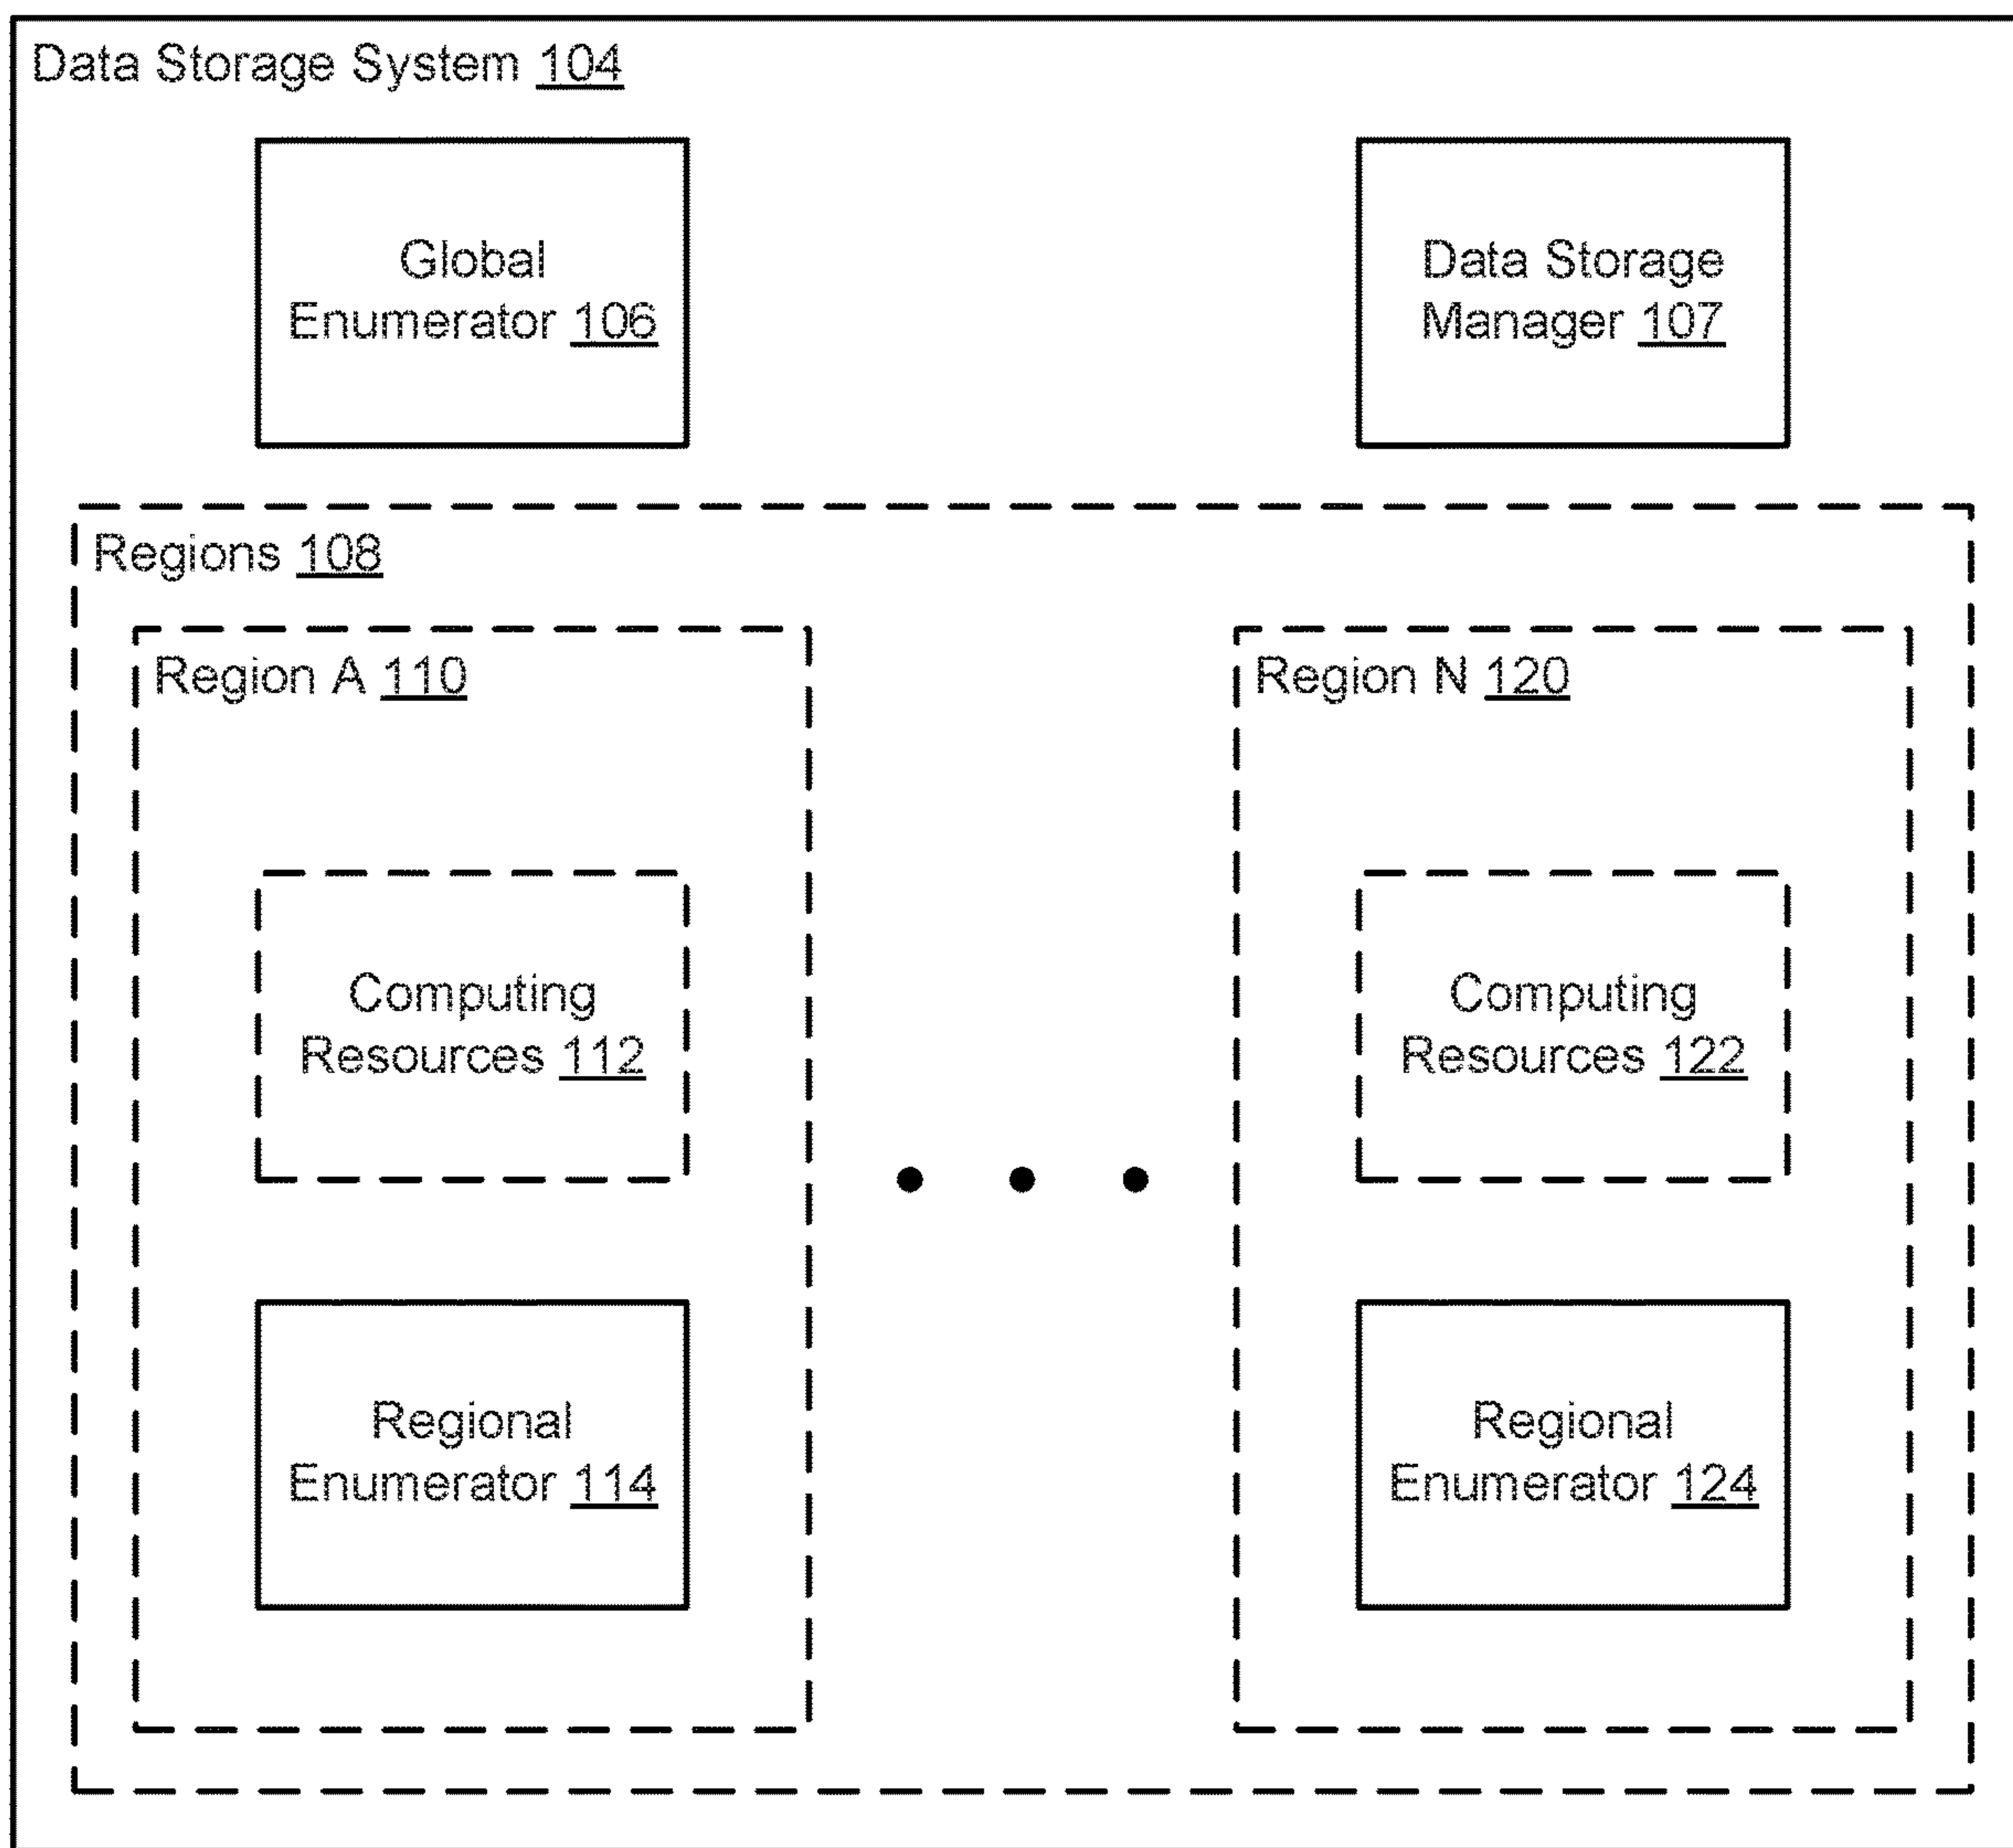 Data Storage System 104
Global
Enumerator 106
Data Storage
Manager 107
Regions 108
Region A 110
Computing
Resources 112
Regional
Enumerator 114
Region N 120
Computing
Resources 122
Regional
Enumerator 124